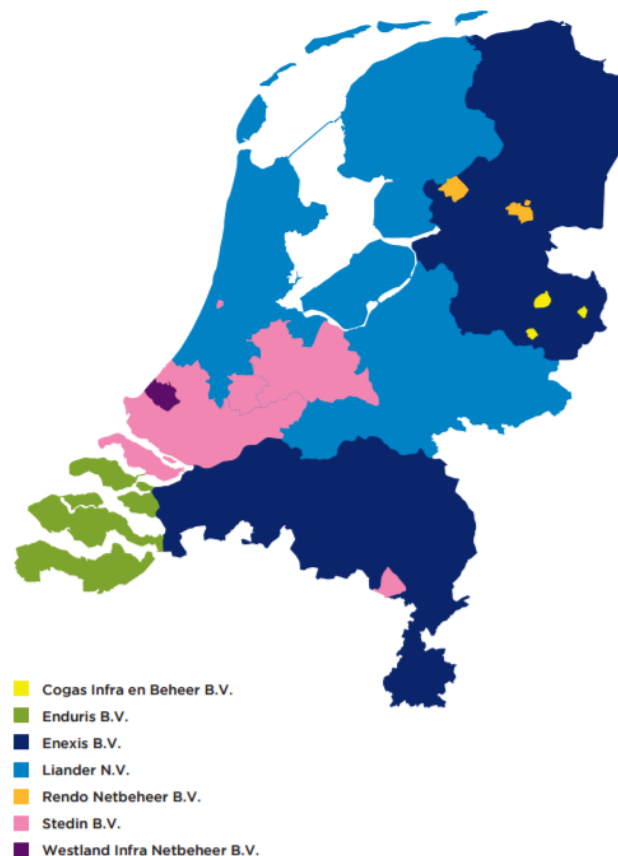 Cogas Infra en Beheer B.V.
Enduris B.V.
Enexis B.V.
Liander N.V.
Rendo Netbeheer B.V.
Stedin B.V.
Westland Infra Netbeheer B.V.